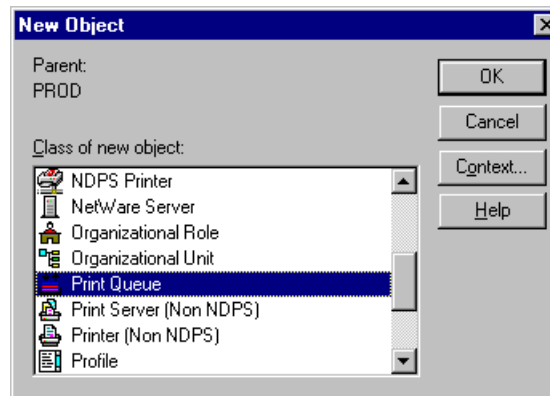 New Object
Parent:
PROD
Class of new object:
NDPS Printer
NetWare Server
Organizational Role
Organizational Unit
Print Queue
Print Server (Non NDPS)
Printer (Non NDPS)
Profile
OK
Cancel
Context...
Help